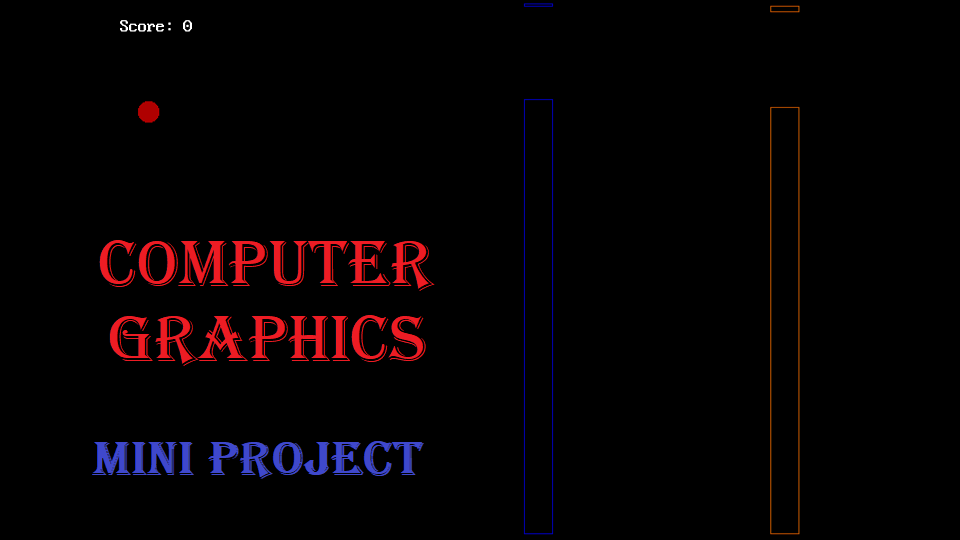 Score: 0
COMPUTER
GRAPHICS
MINI PROJECT